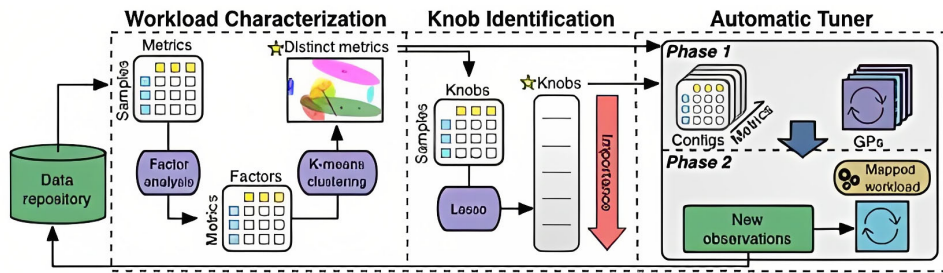 Workload Characterization
Knob Identification
Automatic Tuner
Metrics
Samples
Distinct metrics
Factor
analysis
K-means
clustering
Factors
Metrics
Data
repository
Knobs
Samples
Lasso
Knobs
Importance
Phase 1
Configs
Metrics
GPs
Phase 2
Mapped
workload
New
observations